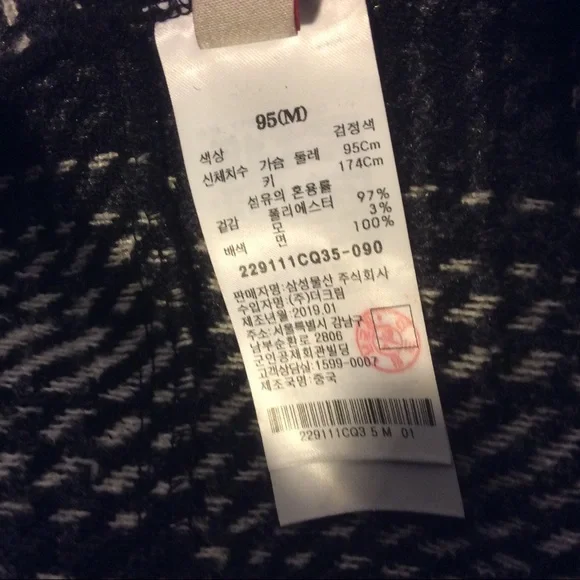 95(M)
색상 검정색
신체치수 가슴 둘레 95Cm
키 174Cm
섬유의 혼용률
겉감 폴리에스터 97%
모 3%
배색 면 100%
229111CQ35-090
판매자명:삼성물산 주식회사
수입자명:(주)더크림
제조년월:2019.01
주소:서울특별시 강남구
남부순환로 2806
군인공제회관빌딩
고객상담실:1599-0007
제조국명:중국
229111CQ3 5 M 01